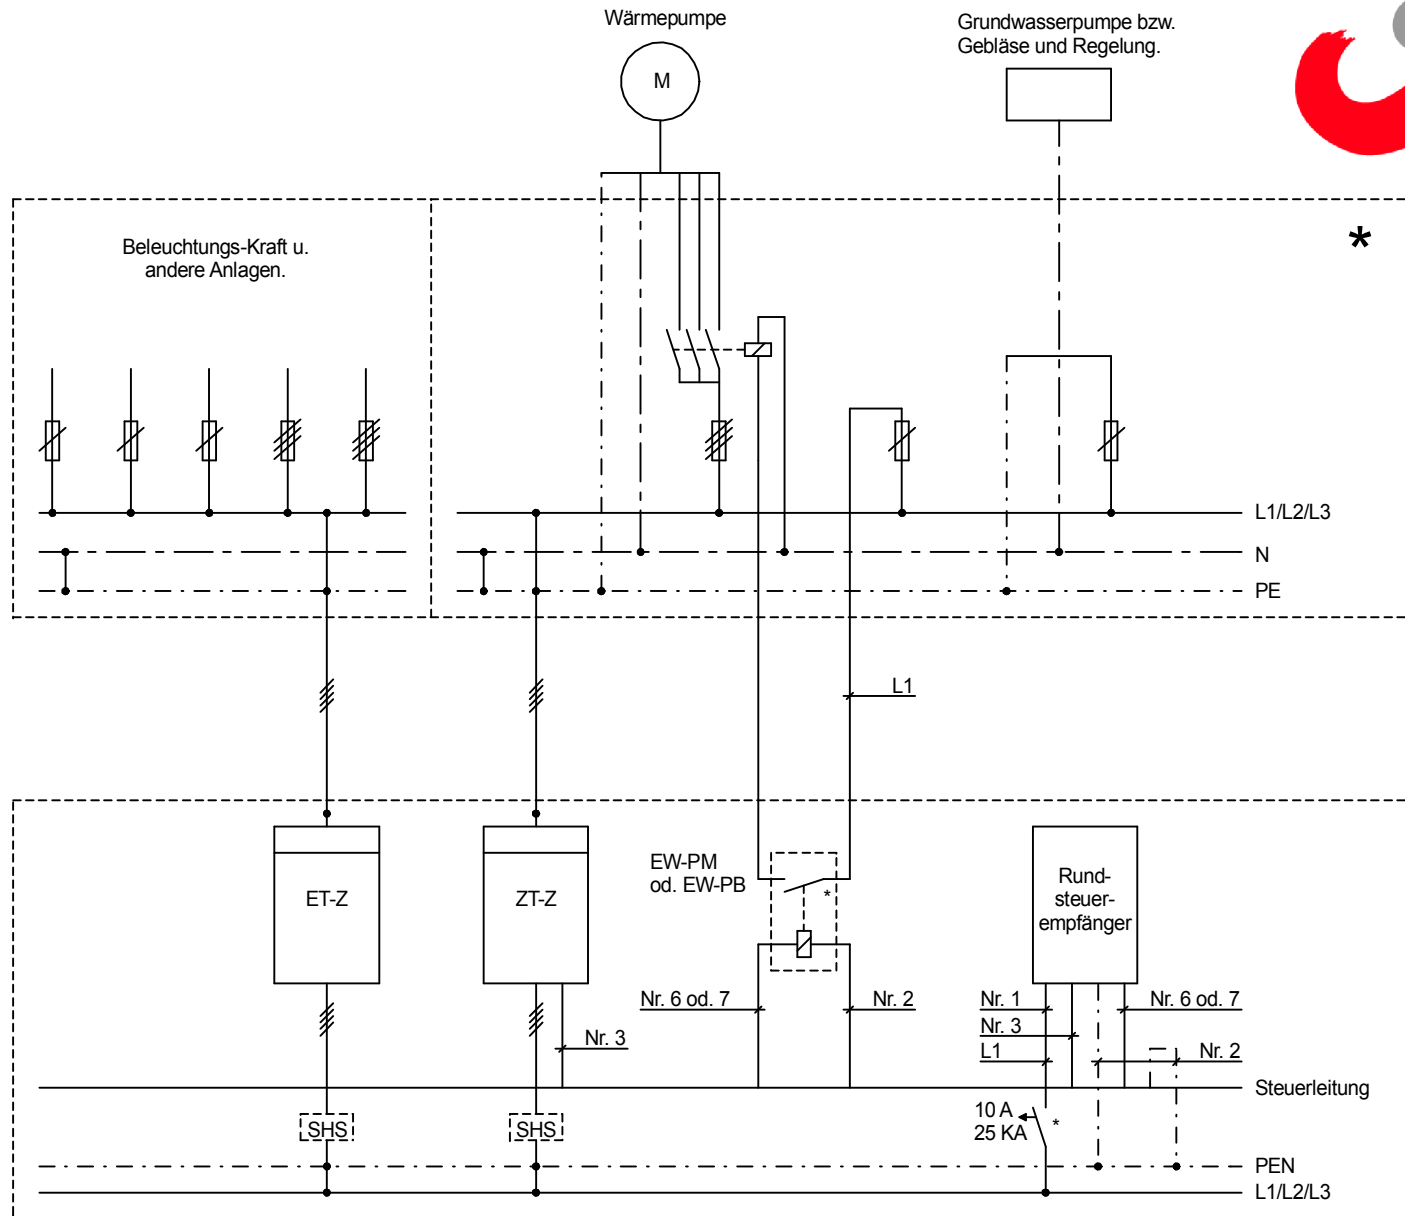 Wärmepumpe
Grundwasserpumpe bzw.
Gebläse und Regelung.
M
*
Beleuchtungs-Kraft u.
andere Anlagen.
L1/L2/L3
N
PE
L1
EW-PM
od. EW-PB
*
ET-Z
ZT-Z
Rund-
steuer-
empfänger
Nr. 6 od. 7
Nr. 2
Nr. 1
Nr. 6 od. 7
Nr. 3
Nr. 3
L1
Nr. 2
Steuerleitung
10 A
25 KA
*
SHS
SHS
PEN
L1/L2/L3